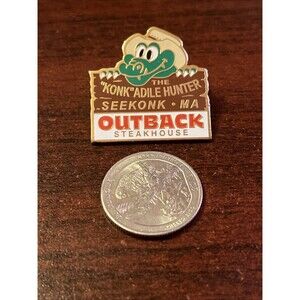 THE
"KONK"ADILE HUNTER
SEEKONK • MA
OUTBACK
STEAKHOUSE